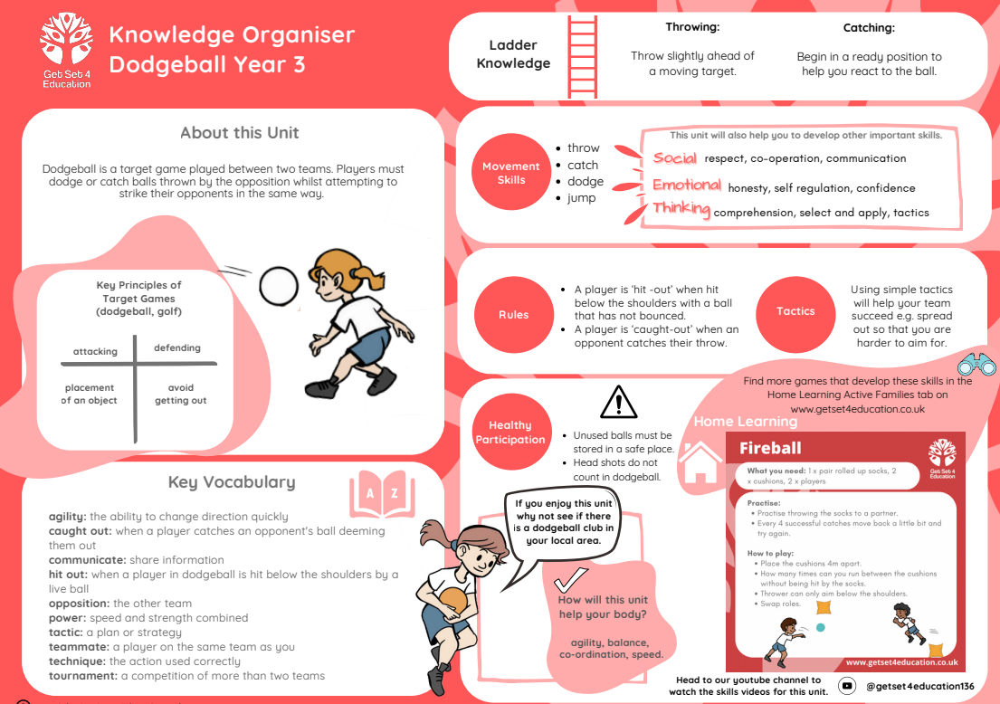 Get Set 4
Education
Knowledge Organiser
Dodgeball Year 3
Ladder
Knowledge
Throwing:
Throw slightly ahead of
a moving target.
Catching:
Begin in a ready position to
help you react to the ball.
About this Unit
Dodgeball is a target game played between two teams. Players must
dodge or catch balls thrown by the opposition whilst attempting to
strike their opponents in the same way.
Key Principles of
Target Games
(dodgeball, golf)
attacking
defending
placement
of an object
avoid
getting out
Movement
Skills
• throw
• catch
• dodge
• jump
This unit will also help you to develop other important skills.
Social respect, co-operation, communication
Emotional honesty, self regulation, confidence
Thinking comprehension, select and apply, tactics
Rules
• A player is 'hit -out' when hit
below the shoulders with a ball
that has not bounced.
• A player is 'caught-out' when an
opponent catches their throw.
Tactics
Using simple tactics
will help your team
succeed e.g. spread
out so that you are
harder to aim for.
Healthy
Participation
• Unused balls must be
stored in a safe place.
• Head shots do not
count in dodgeball.
Find more games that develop these skills in the
Home Learning Active Families tab on
www.getset4education.co.uk
Home Learning
Fireball
Get Set 4
Education
What you need: 1 x pair rolled up socks, 2
x cushions, 2 x players
Practise:
• Practise throwing the socks to a partner.
• Every 4 successful catches move back a little bit and
try again.
How to play:
• Place the cushions 4m apart.
• How many times can you run between the cushions
without being hit by the socks.
• Thrower can only aim below the shoulders.
• Swap roles.
www.getset4education.co.uk
Key Vocabulary
A Z
agility: the ability to change direction quickly
caught out: when a player catches an opponent's ball deeming
them out
communicate: share information
hit out: when a player in dodgeball is hit below the shoulders by a
live ball
opposition: the other team
power: speed and strength combined
tactic: a plan or strategy
teammate: a player on the same team as you
technique: the action used correctly
tournament: a competition of more than two teams
If you enjoy this unit
why not see if there
is a dodgeball club in
your local area.
How will this unit
help your body?
agility, balance,
co-ordination, speed.
Head to our youtube channel to
watch the skills videos for this unit.
@getset4education136